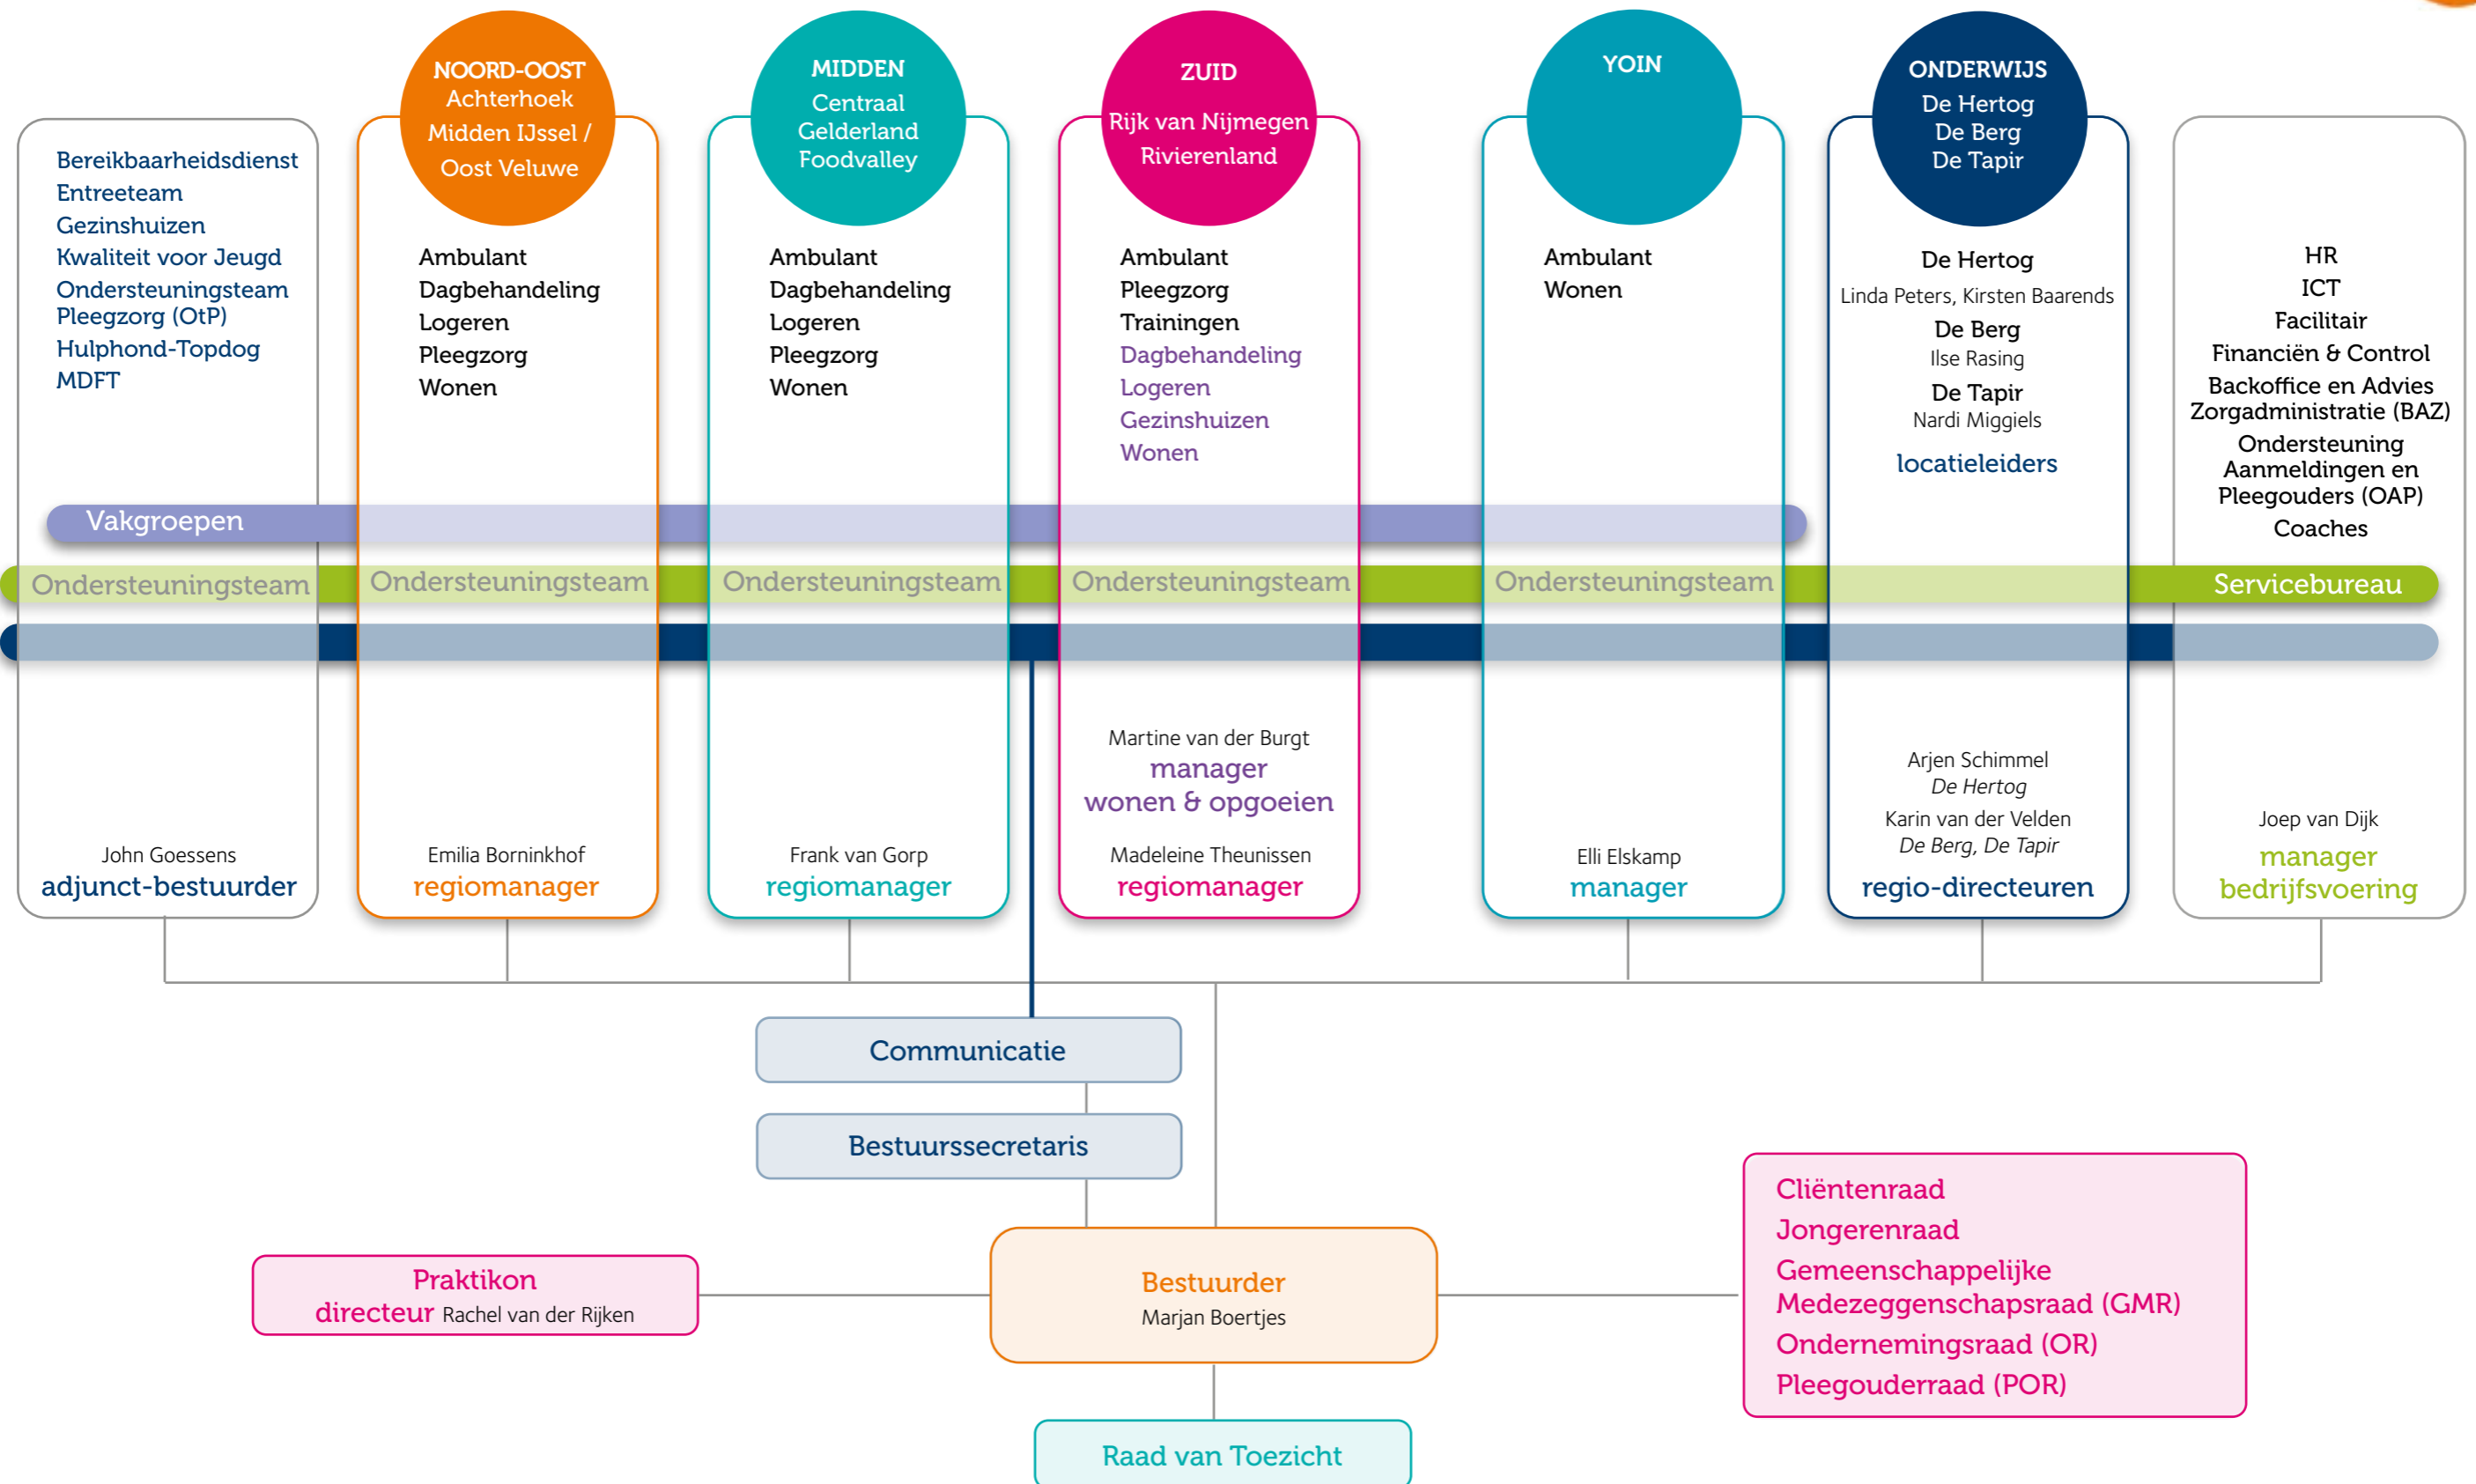 Bereikbaarheidsdienst
Entreeteam
Gezinshuizen
Kwaliteit voor Jeugd
Ondersteuningsteam
Pleegzorg (OtP)
Hulphond-Topdog
MDFT
NOORD-OOST
Achterhoek
Midden IJssel /
Oost Veluwe
Ambulant
Dagbehandeling
Logeren
Pleegzorg
Wonen
MIDDEN
Centraal
Gelderland
Foodvalley
Ambulant
Dagbehandeling
Logeren
Pleegzorg
Wonen
ZUID
Rijk van Nijmegen
Rivierenland
Ambulant
Pleegzorg
Trainingen
Dagbehandeling
Logeren
Gezinshuizen
Wonen
YOIN
Ambulant
Wonen
ONDERWIJS
De Hertog
De Berg
De Tapir
De Hertog
Linda Peters, Kirsten Baarends
De Berg
Ilse Rasing
De Tapir
Nardi Miggiels
locatieleiders
HR
ICT
Facilitair
Financiën & Control
Backoffice en Advies
Zorgadministratie (BAZ)
Ondersteuning
Aanmeldingen en
Pleegouders (OAP)
Coaches
Vakgroepen
Ondersteuningsteam
Ondersteuningsteam
Ondersteuningsteam
Ondersteuningsteam
Ondersteuningsteam
Servicebureau
John Goessens
adjunct-bestuurder
Emilia Borninkhof
regiomanager
Frank van Gorp
regiomanager
Martine van der Burgt
manager
wonen & opgoeien
Madeleine Theunissen
regiomanager
Elli Elskamp
manager
Arjen Schimmel
De Hertog
Karin van der Velden
De Berg, De Tapir
regio-directeuren
Joep van Dijk
manager
bedrijfsvoering
Communicatie
Bestuurssecretaris
Praktikon
directeur Rachel van der Rijken
Bestuurder
Marjan Boertjes
Cliëntenraad
Jongerenraad
Gemeenschappelijke
Medezeggenschapsraad (GMR)
Ondernemingsraad (OR)
Pleegouderraad (POR)
Raad van Toezicht